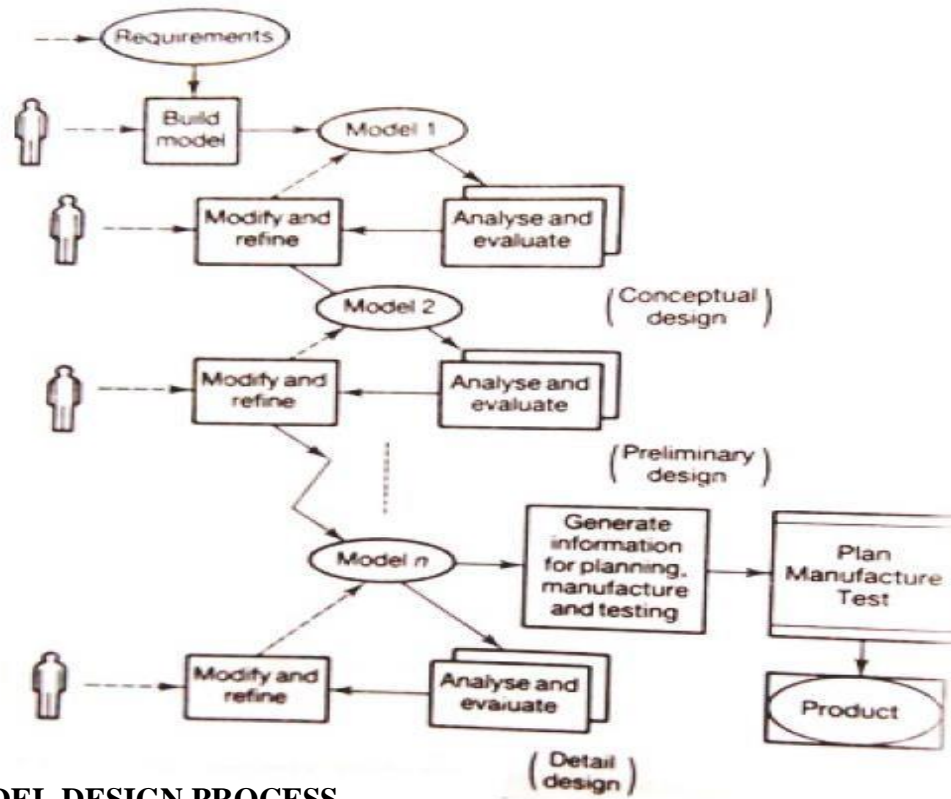 Requirements
Build
model
Model 1
Modify and
refine
Analyse and
evaluate
(Conceptual
design)
Model 2
Modify and
refine
Analyse and
evaluate
(Preliminary
design)
Model n
Generate
information
for planning,
manufacture
and testing
Plan
Manufacture
Test
Modify and
refine
Analyse and
evaluate
Product
(Detail
design)
DESIGN PROCESS